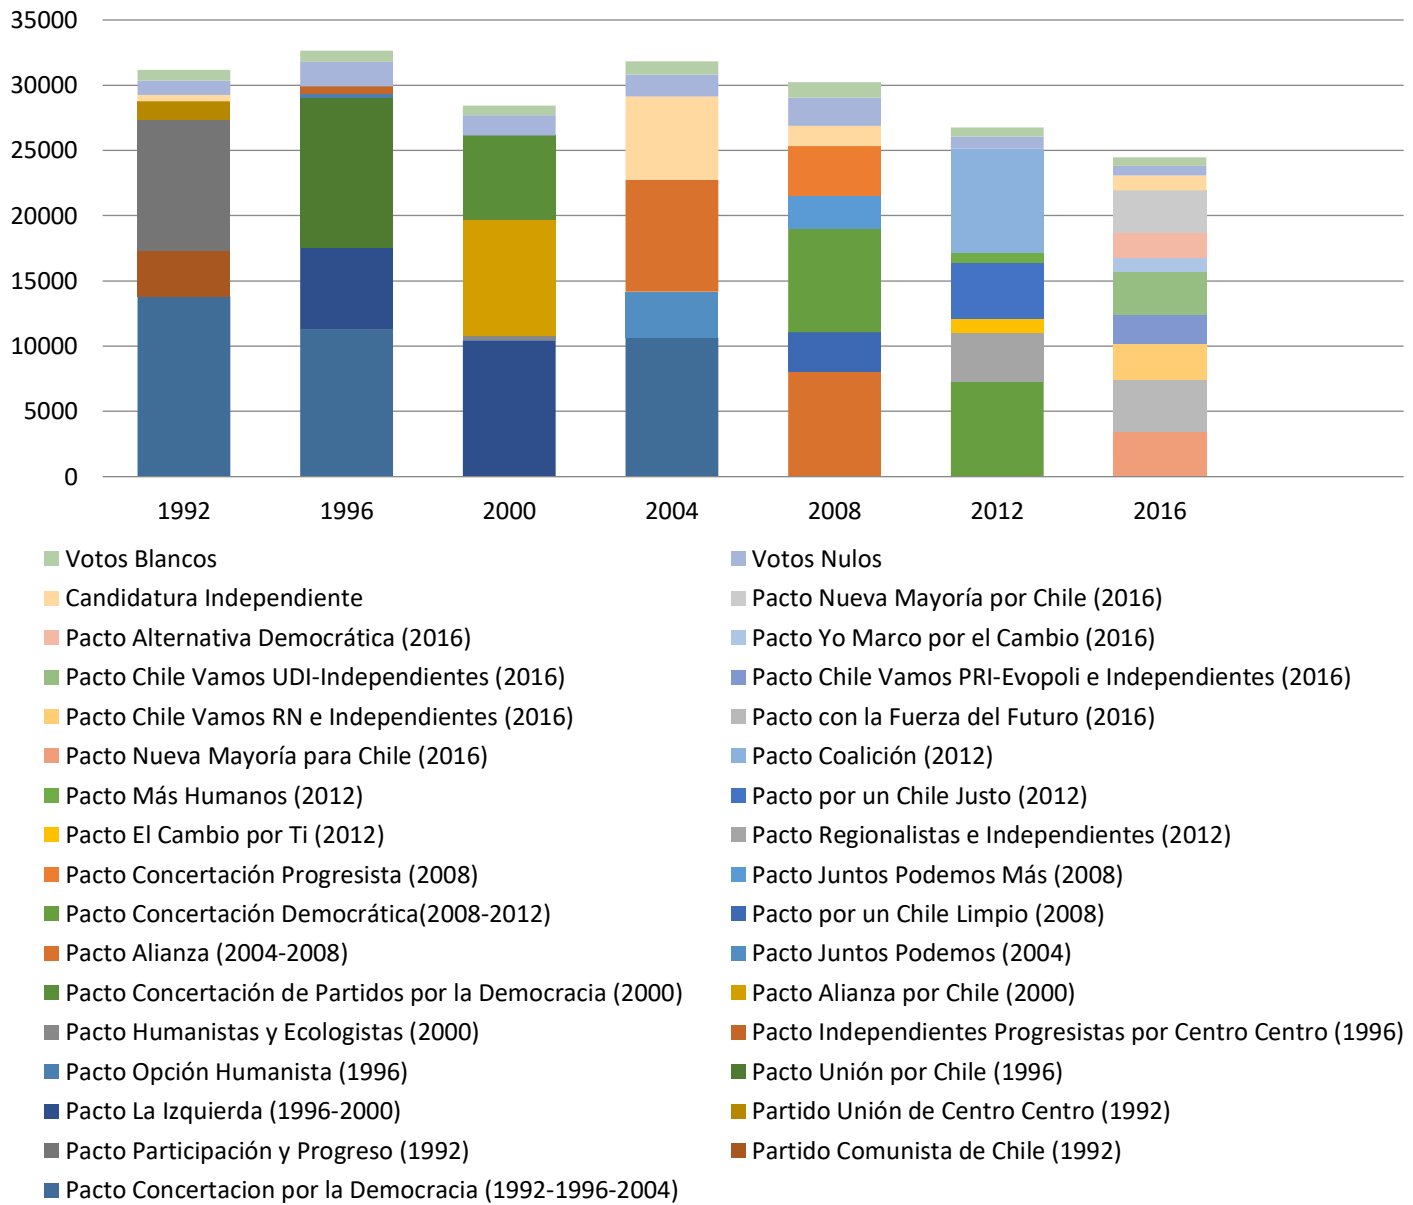 35000
30000
25000
20000
15000
10000
5000
0
1992 1996 2000 2004 2008 2012 2016
Votos Blancos Votos Nulos
Candidatura Independiente Pacto Nueva Mayoría por Chile (2016)
Pacto Alternativa Democrática (2016) Pacto Yo Marco por el Cambio (2016)
Pacto Chile Vamos UDI-Independientes (2016) Pacto Chile Vamos PRI-Evopoli e Independientes (2016)
Pacto Chile Vamos RN e Independientes (2016) Pacto con la Fuerza del Futuro (2016)
Pacto Nueva Mayoría para Chile (2016) Pacto Coalición (2012)
Pacto Más Humanos (2012) Pacto por un Chile Justo (2012)
Pacto El Cambio por Ti (2012) Pacto Regionalistas e Independientes (2012)
Pacto Concertación Progresista (2008) Pacto Juntos Podemos Más (2008)
Pacto Concertación Democrática(2008-2012) Pacto por un Chile Limpio (2008)
Pacto Alianza (2004-2008) Pacto Juntos Podemos (2004)
Pacto Concertación de Partidos por la Democracia (2000) Pacto Alianza por Chile (2000)
Pacto Humanistas y Ecologistas (2000) Pacto Independientes Progresistas por Centro Centro (1996)
Pacto Opción Humanista (1996) Pacto Unión por Chile (1996)
Pacto La Izquierda (1996-2000) Partido Unión de Centro Centro (1992)
Pacto Participación y Progreso (1992) Partido Comunista de Chile (1992)
Pacto Concertacion por la Democracia (1992-1996-2004)